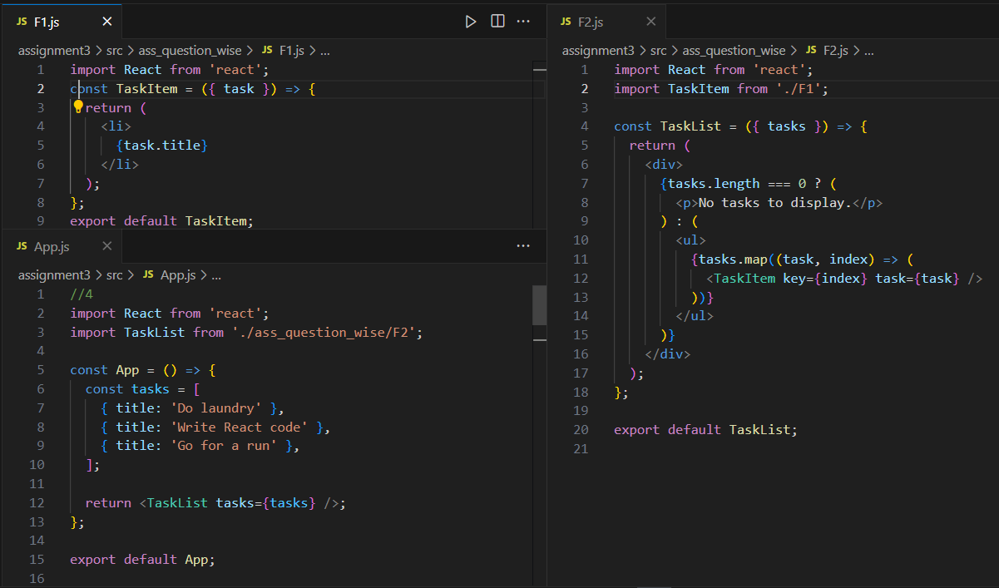 JS F1.js
assignment3 > src > ass_question_wise > JS F1.js > ...
1 import React from 'react';
2 const TaskItem = ({ task }) => {
3   return (
4     <li>
5       {task.title}
6     </li>
7   );
8 };
9 export default TaskItem;
JS App.js
assignment3 > src > JS App.js > ...
1 //4
2 import React from 'react';
3 import TaskList from './ass_question_wise/F2';
4
5 const App = () => {
6   const tasks = [
7     { title: 'Do laundry' },
8     { title: 'Write React code' },
9     { title: 'Go for a run' },
10   ];
11
12   return <TaskList tasks={tasks} />;
13 };
14
15 export default App;
16
JS F2.js
assignment3 > src > ass_question_wise > JS F2.js > ...
1 import React from 'react';
2 import TaskItem from './F1';
3
4 const TaskList = ({ tasks }) => {
5   return (
6     <div>
7       {tasks.length === 0 ? (
8         <p>No tasks to display.</p>
9       ) : (
10         <ul>
11           {tasks.map((task, index) => (
12             <TaskItem key={index} task={task} />
13           ))}
14         </ul>
15       )}
16     </div>
17   );
18 };
19
20 export default TaskList;
21